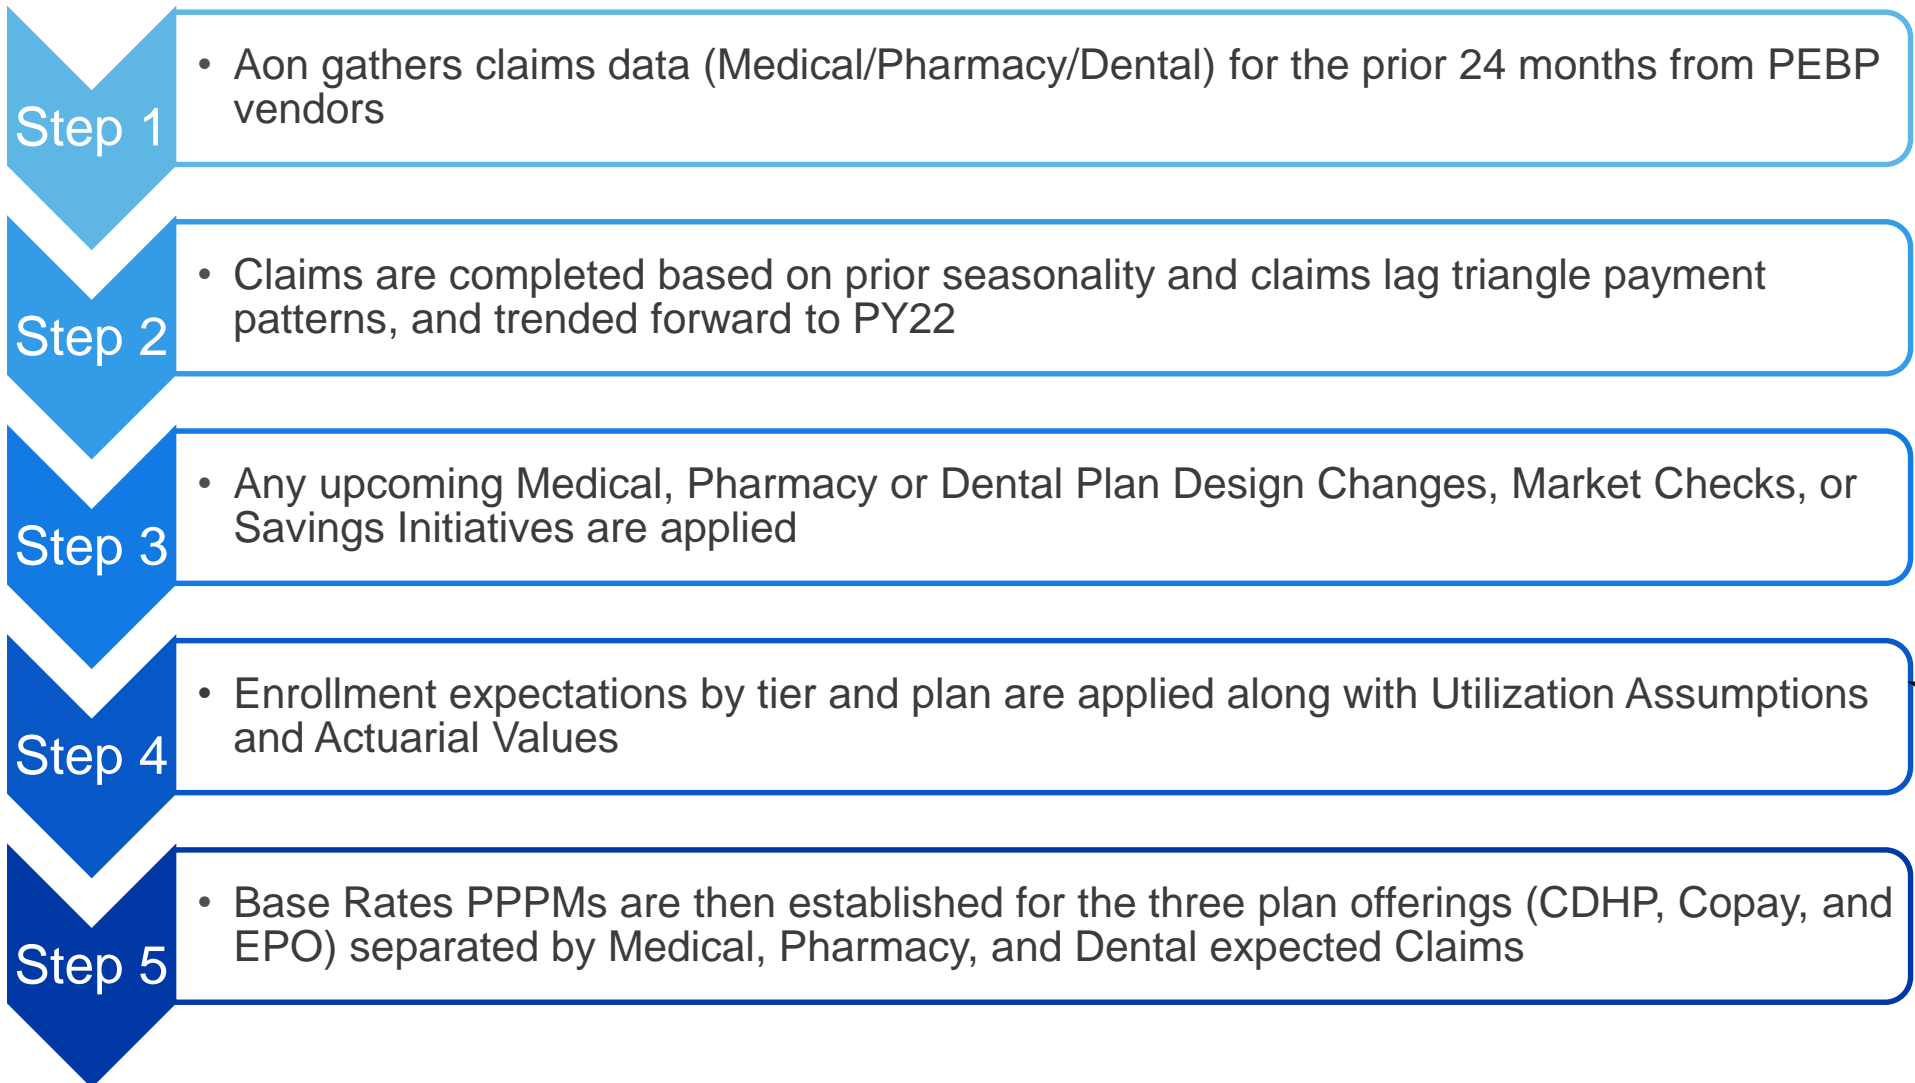 Step 1
• Aon gathers claims data (Medical/Pharmacy/Dental) for the prior 24 months from PEBP
vendors
Step 2
• Claims are completed based on prior seasonality and claims lag triangle payment
patterns, and trended forward to PY22
Step 3
• Any upcoming Medical, Pharmacy or Dental Plan Design Changes, Market Checks, or
Savings Initiatives are applied
Step 4
• Enrollment expectations by tier and plan are applied along with Utilization Assumptions
and Actuarial Values
Step 5
• Base Rates PPPMs are then established for the three plan offerings (CDHP, Copay, and
EPO) separated by Medical, Pharmacy, and Dental expected Claims